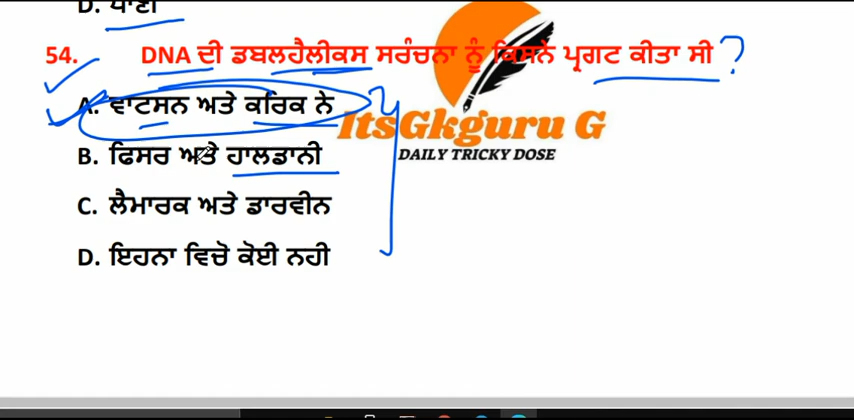 D. ਪਾਣੀ
54. DNA ਦੀ ਡਬਲਹੈਲੀਕਸ ਸਰੰਚਨਾ ਨੂੰ ਕਿਸਨੇ ਪ੍ਰਗਟ ਕੀਤਾ ਸੀ ?
A. ਵਾਟਸਨ ਅਤੇ ਕਰਿਕ ਨੇ
ItsGkguru G
B. ਫਿਸਰ ਅਤੇ ਹਾਲਡਾਨੀ
DAILY TRICKY DOSE
C. ਲੈਮਾਰਕ ਅਤੇ ਡਾਰਵੀਨ
D. ਇਹਨਾ ਵਿਚੋ ਕੋਈ ਨਹੀ